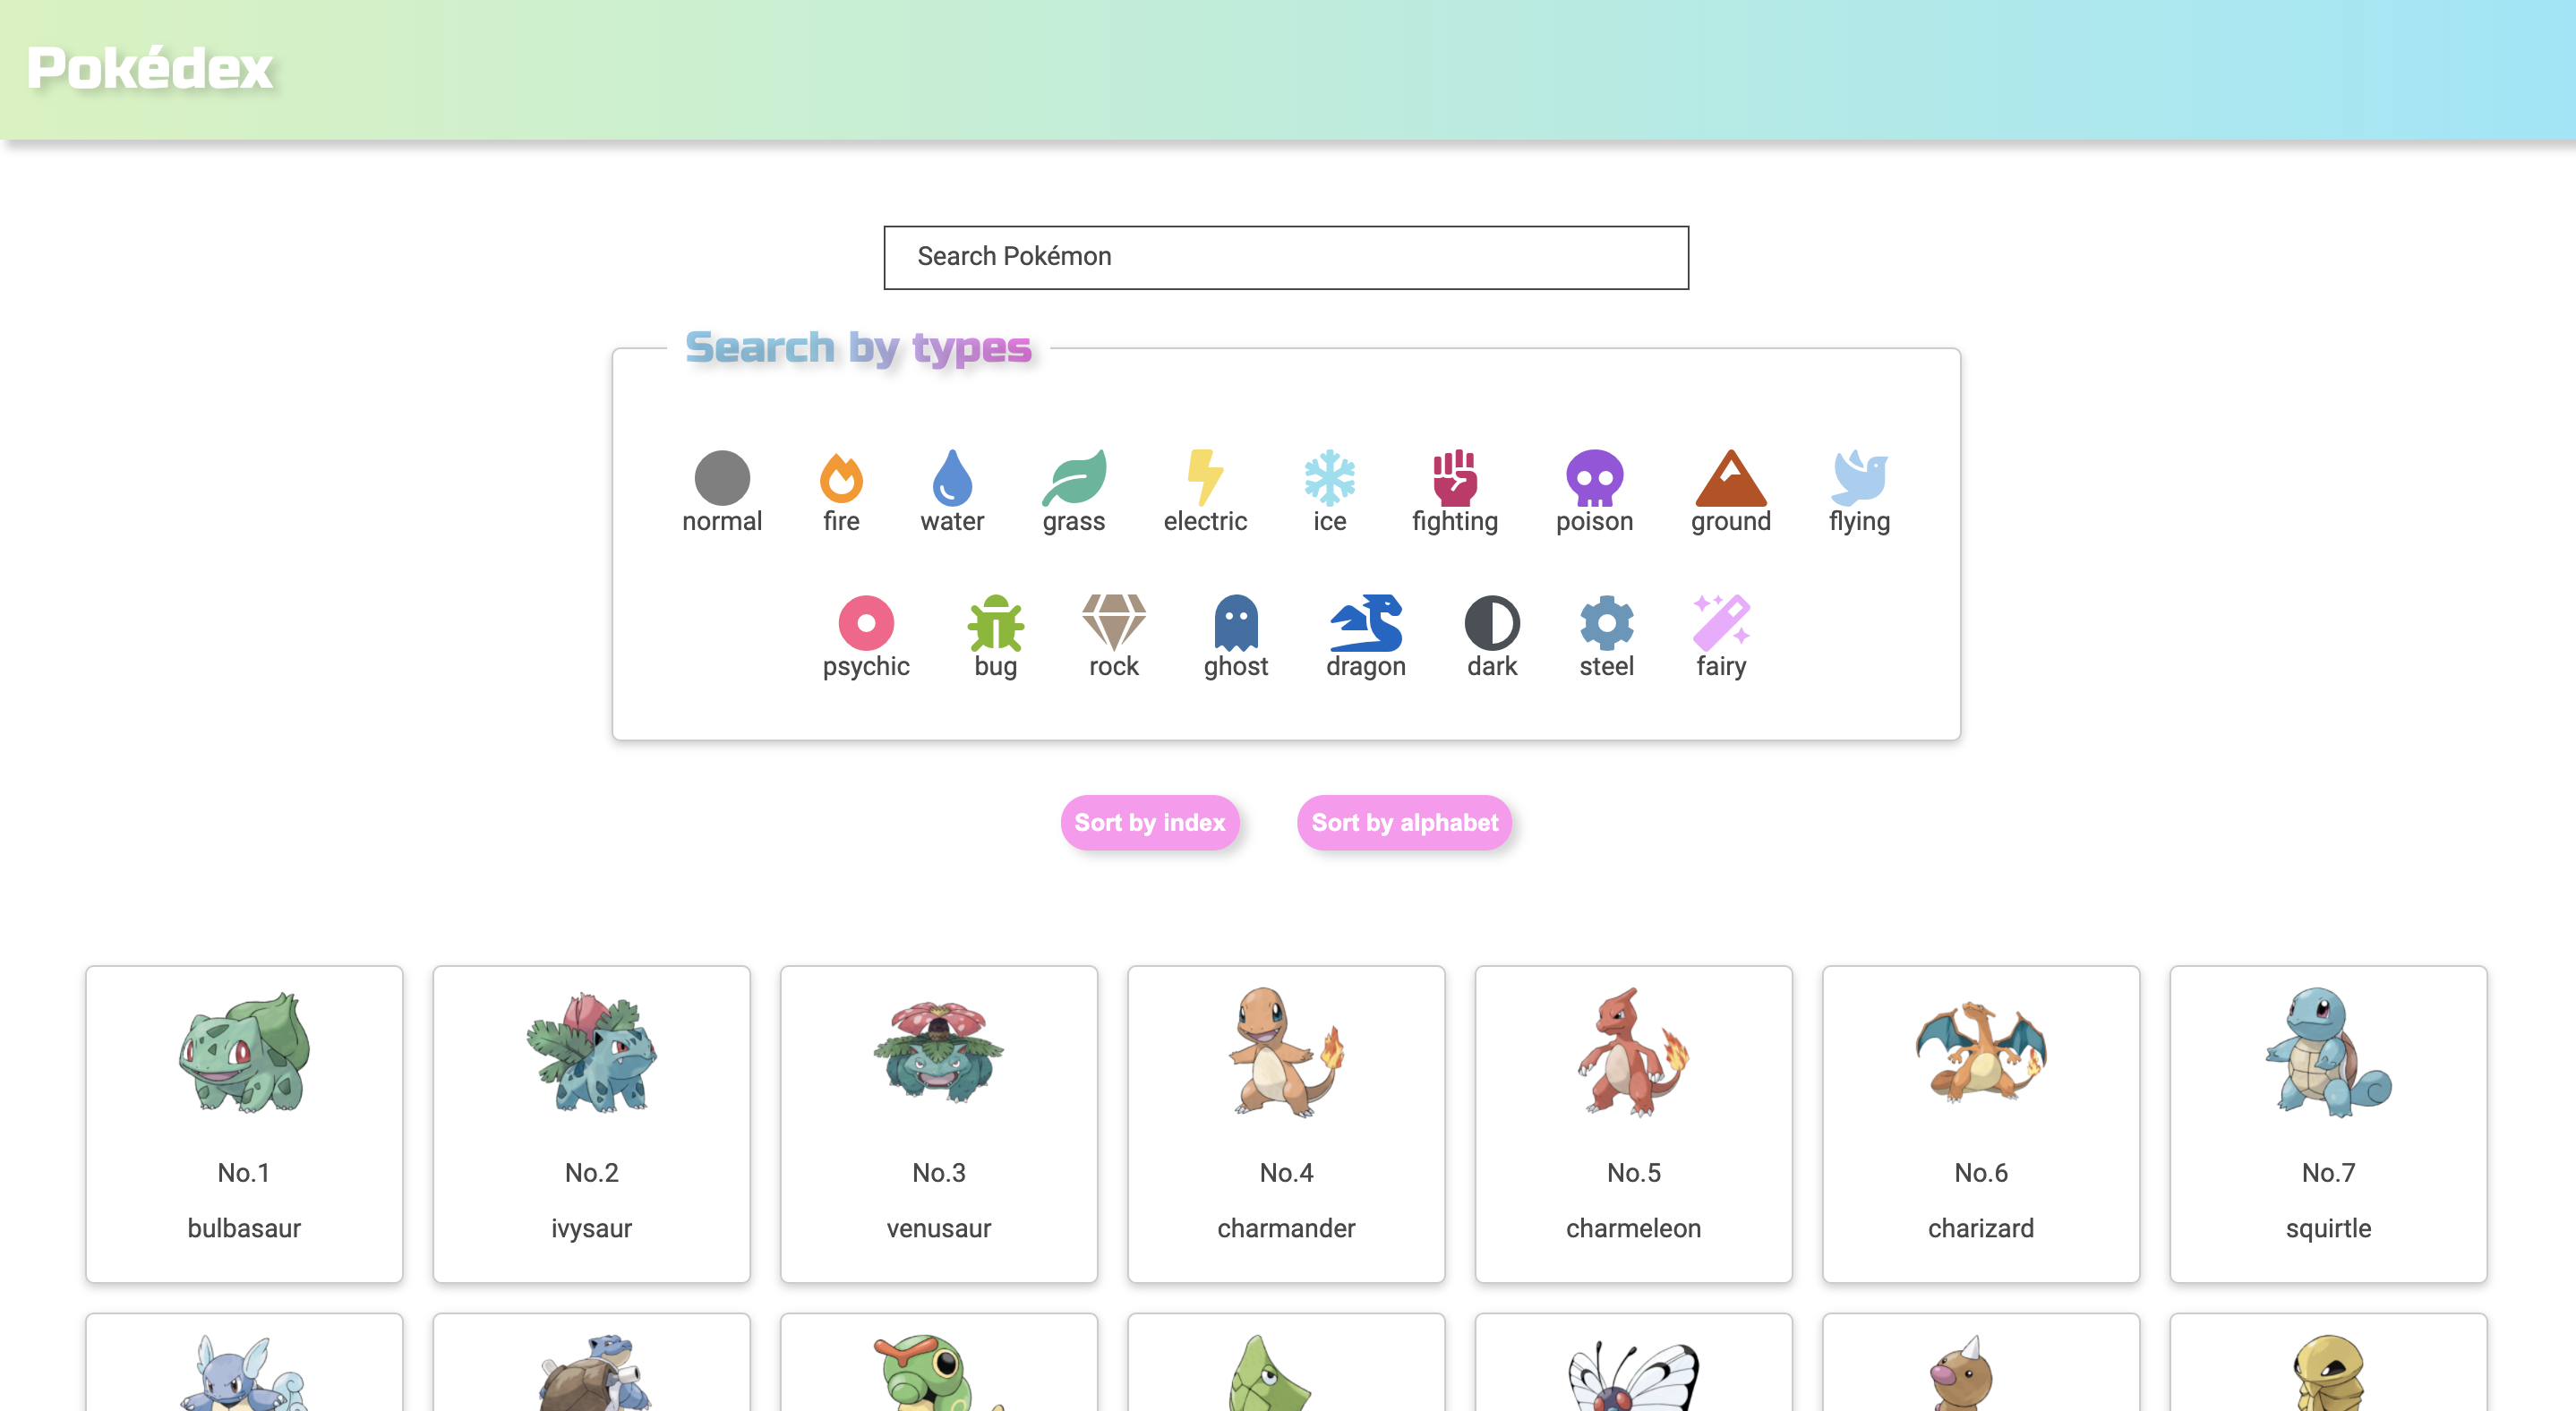 Pokédex
Search Pokémon
Search by types
normal fire water grass electric ice fighting poison ground flying
psychic bug rock ghost dragon dark steel fairy
Sort by index Sort by alphabet
No.1 No.2 No.3 No.4 No.5 No.6 No.7
bulbasaur ivysaur venusaur charmander charmeleon charizard squirtle